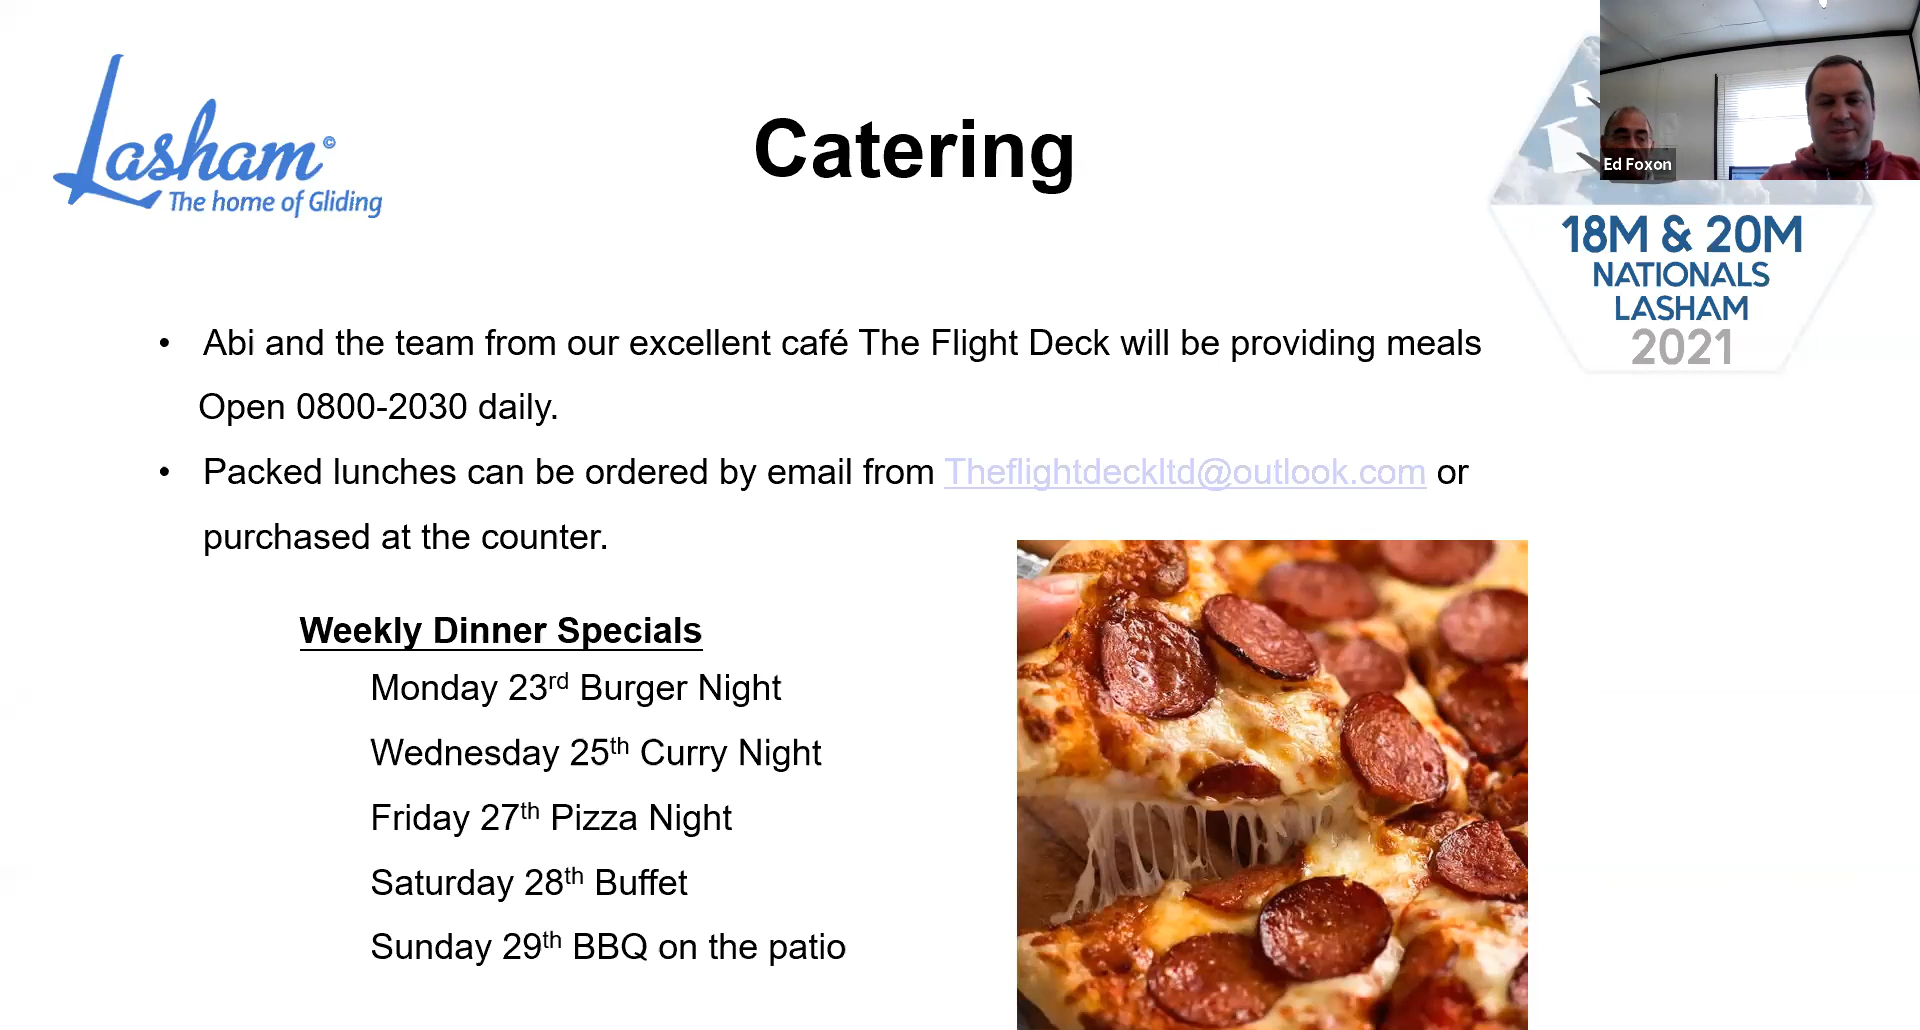 Lasham©
The home of Gliding
Catering
Ed Foxon
18M & 20M
NATIONALS
LASHAM
2021
• Abi and the team from our excellent café The Flight Deck will be providing meals
Open 0800-2030 daily.
• Packed lunches can be ordered by email from Theflightdeckltd@outlook.com or
purchased at the counter.
Weekly Dinner Specials
Monday 23rd Burger Night
Wednesday 25th Curry Night
Friday 27th Pizza Night
Saturday 28th Buffet
Sunday 29th BBQ on the patio